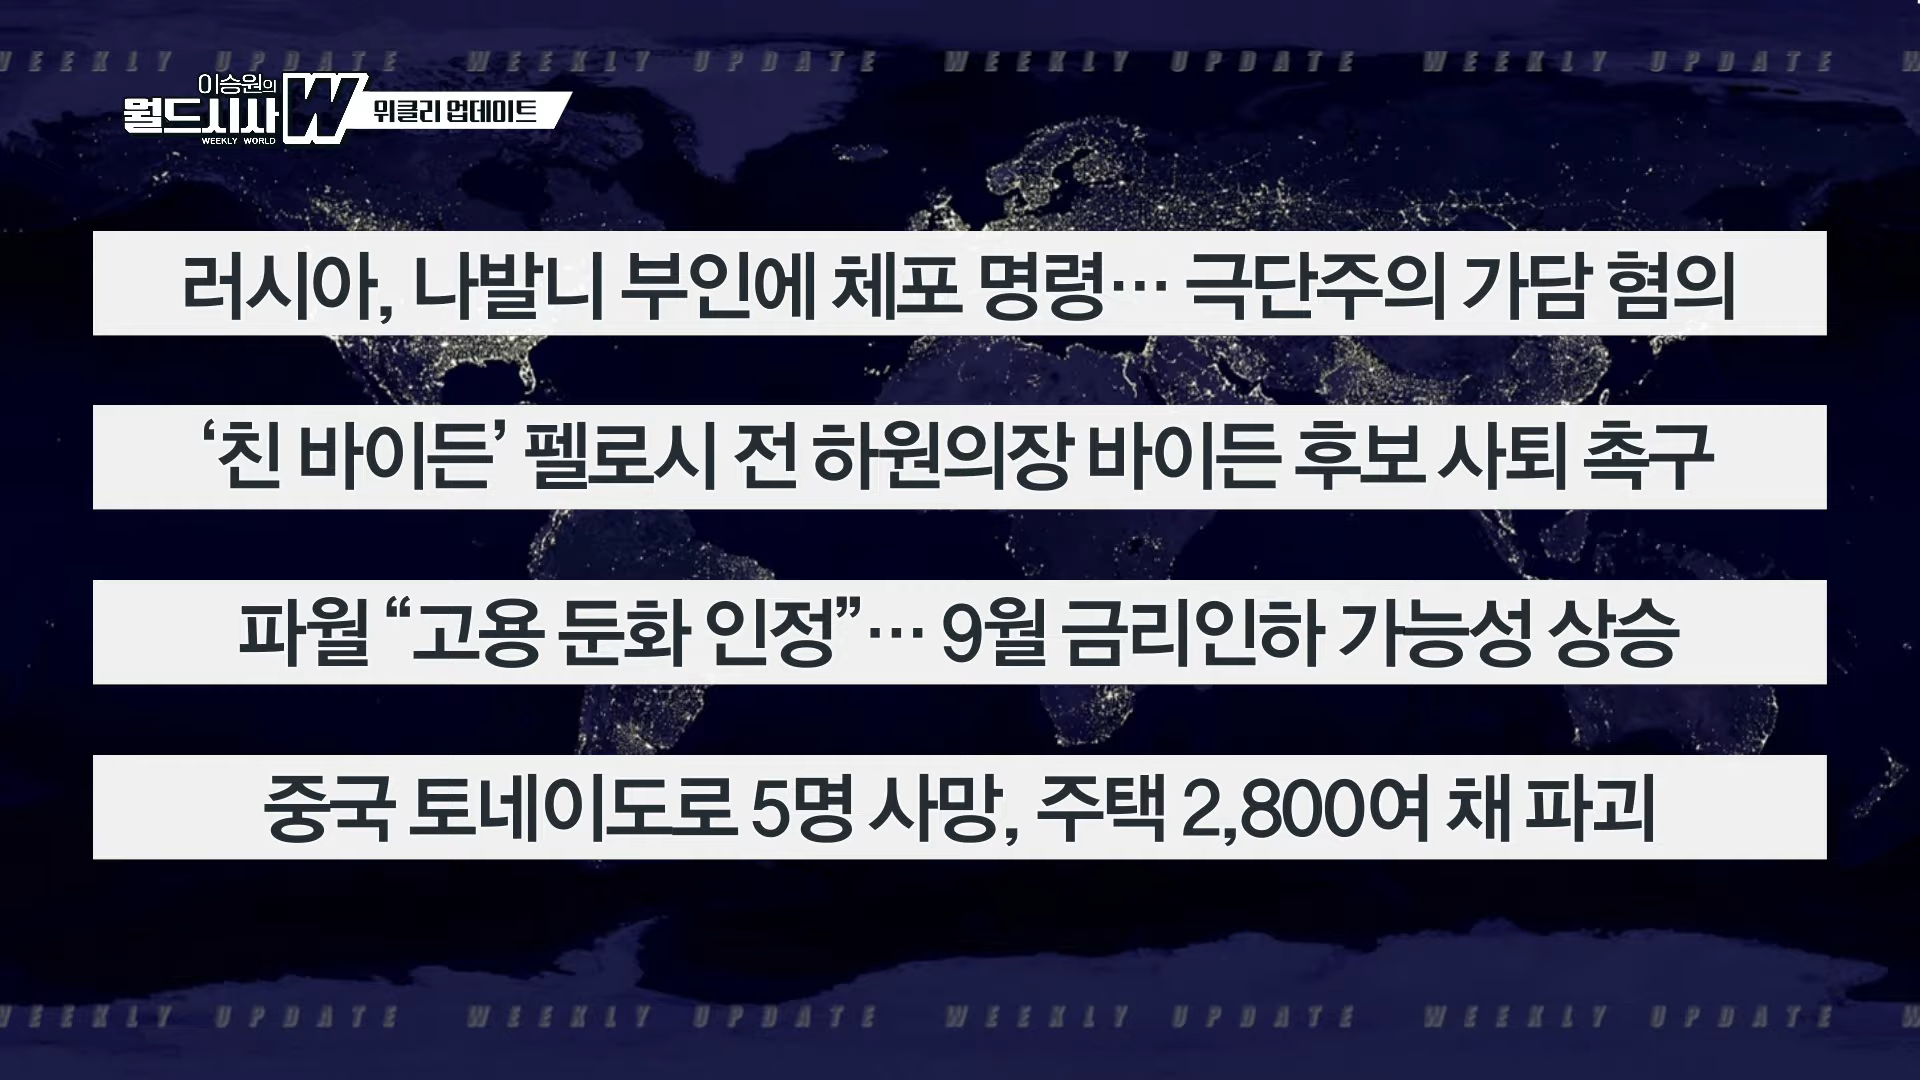 WEEKLY UPDATE WEEKLY UPDATE WEEKLY UPDATE WEEKLY UPDATE W
이승원의
월드시사 W 위클리 업데이트
WEEKLY WORLD
러시아, 나발니 부인에 체포 명령… 극단주의 가담 혐의
‘친 바이든’ 펠로시 전 하원의장 바이든 후보 사퇴 촉구
파월 “고용 둔화 인정”… 9월 금리인하 가능성 상승
중국 토네이도로 5명 사망, 주택 2,800여 채 파괴
WEEKLY UPDATE WEEKLY UPDATE WEEKLY UPDATE WEEKLY UPDATE W